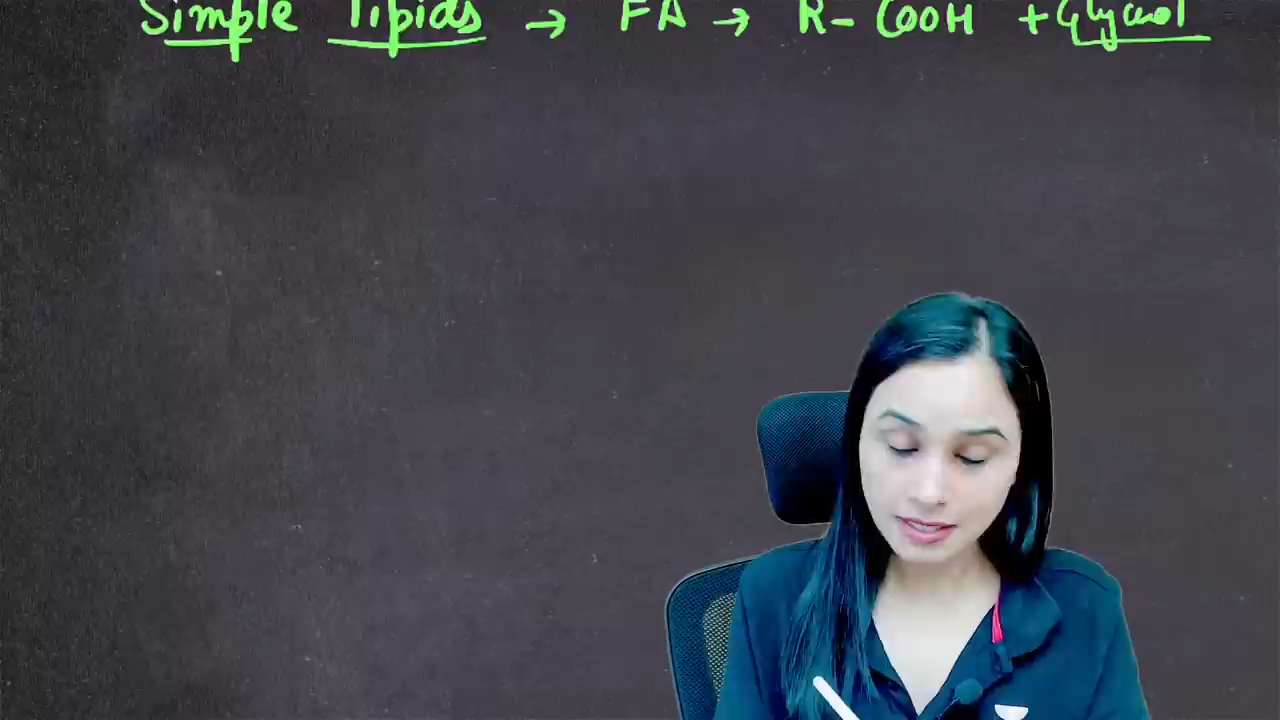 Simple lipids → FA → R- COOH + Glycerol